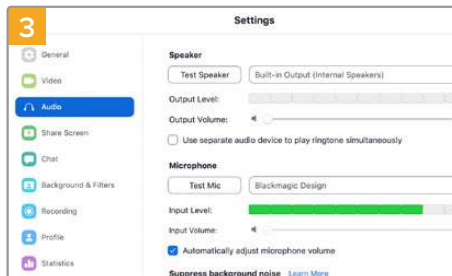 3
Settings
General
Video
Audio
Share Screen
Chat
Background & Filters
Recording
Profile
Statistics
Speaker
Test Speaker
Built-in Output (Internal Speakers)
Output Level:
Output Volume:
Use separate audio device to play ringtone simultaneously
Microphone
Test Mic
Blackmagic Design
Input Level:
Input Volume:
Automatically adjust microphone volume
Suppress background noise Learn More